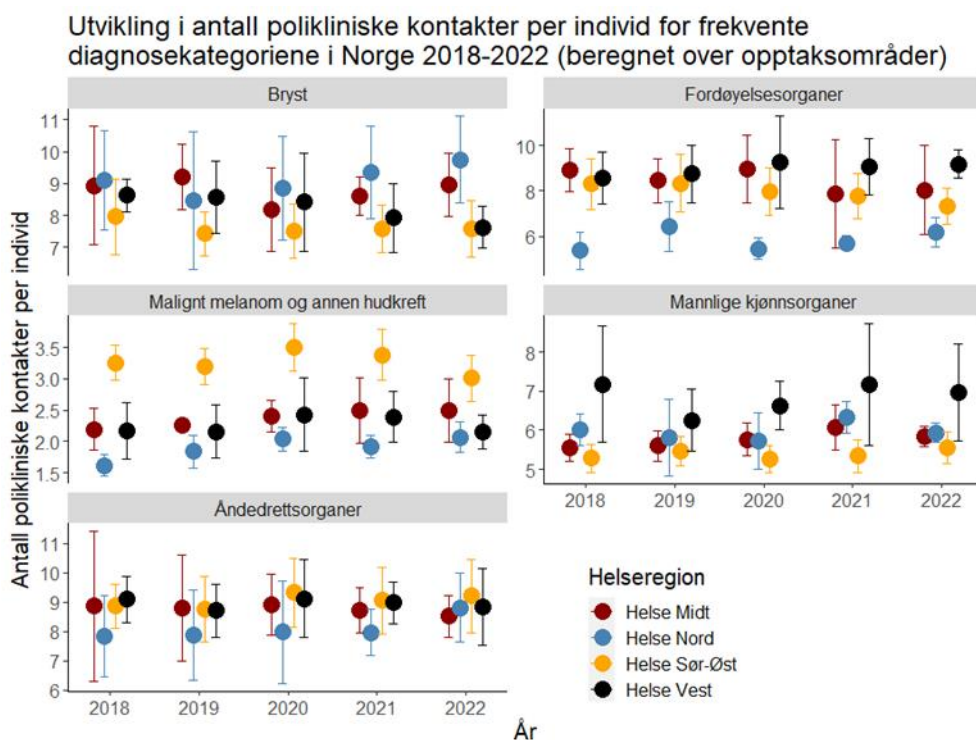 Utvikling i antall polikliniske kontakter per individ for frekvente
diagnosekategoriene i Norge 2018-2022 (beregnet over opptaksområder)
Antall polikliniske kontakter per individ
Bryst
11
10
9
8
7
Fordøyelsesorganer
10
8
6
Malignt melanom og annen hudkreft
3.5
3.0
2.5
2.0
1.5
Mannlige kjønnsorganer
8
7
6
5
2018 2019 2020 2021 2022
Åndedrettsorganer
11
10
9
8
7
6
2018 2019 2020 2021 2022
År
Helseregion
Helse Midt
Helse Nord
Helse Sør-Øst
Helse Vest